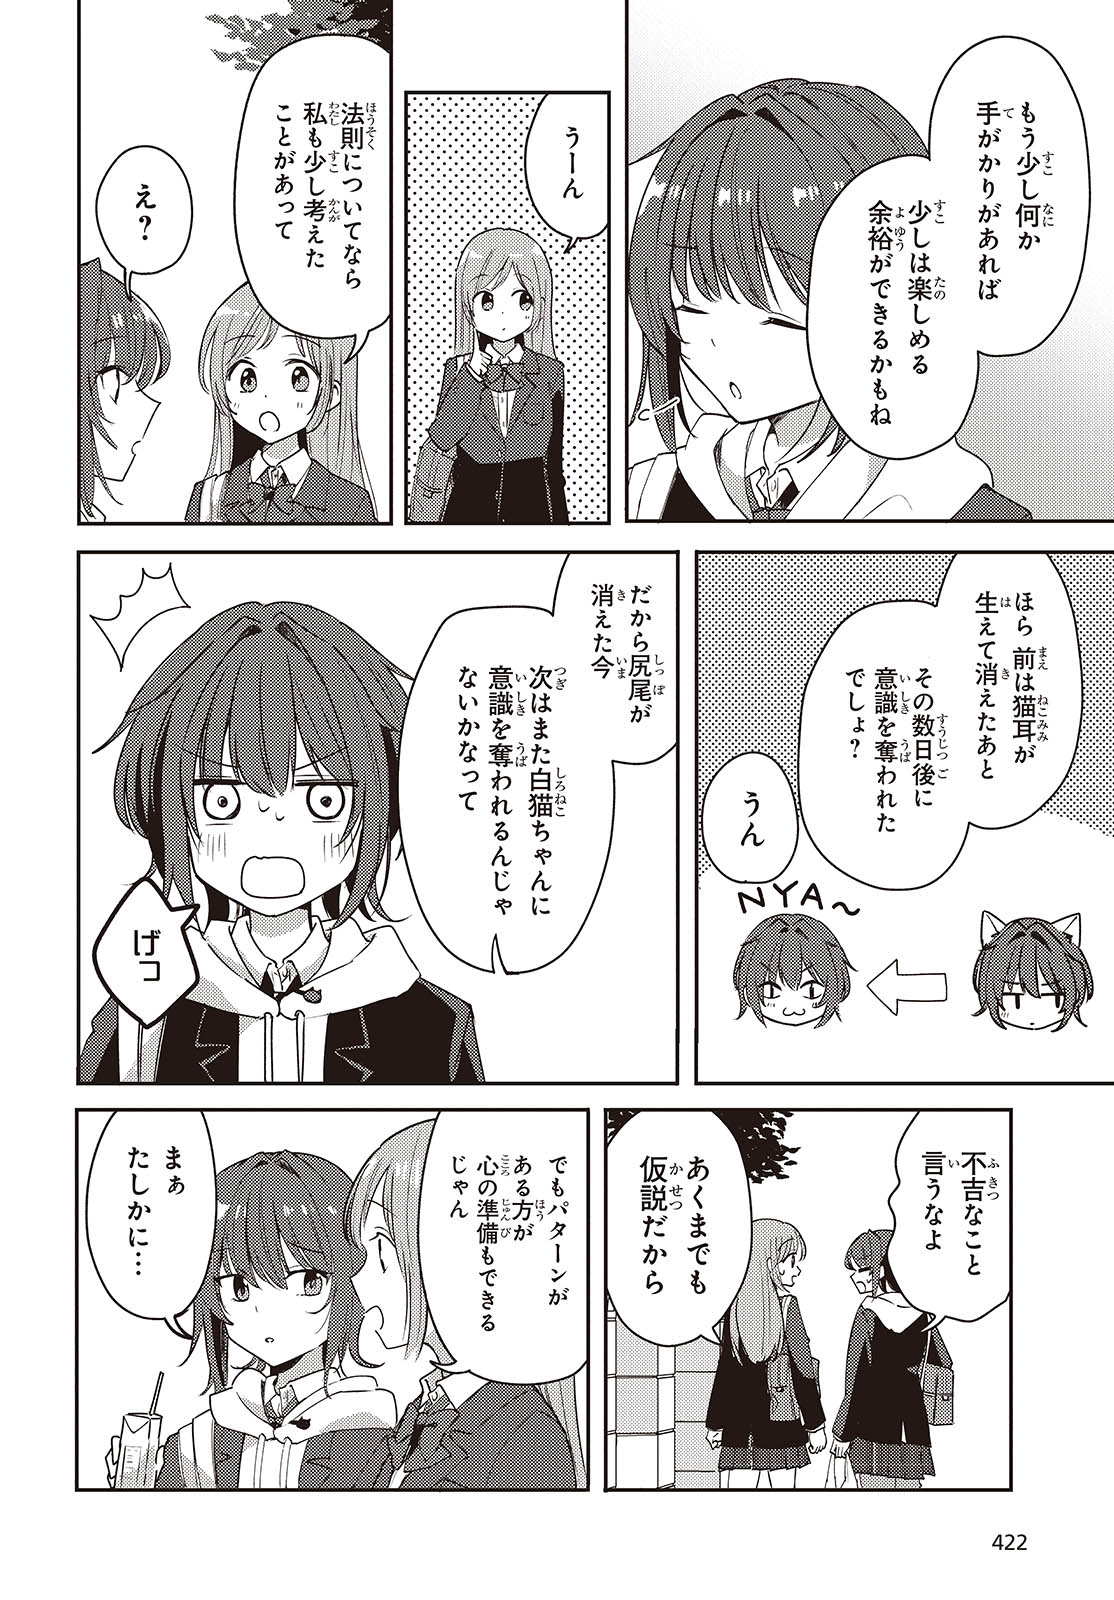 もう少し何か
手がかりがあれば
少しは楽しめる
余裕ができるかもね
うーん
法則についてなら
私も少し考えた
ことがあって
え?
ほら 前は猫耳が
生えて消えたあと
その数日後に
意識を奪われた
でしょ?
うん
NYA〜
だから尻尾が
消えた今
次はまた白猫ちゃんに
意識を奪われるんじゃ
ないかなって
げっ
不吉なこと
言うなよ
あくまでも
仮説だから
でもパターンが
ある方が
心の準備もできる
じゃん
まぁ
たしかに…
422